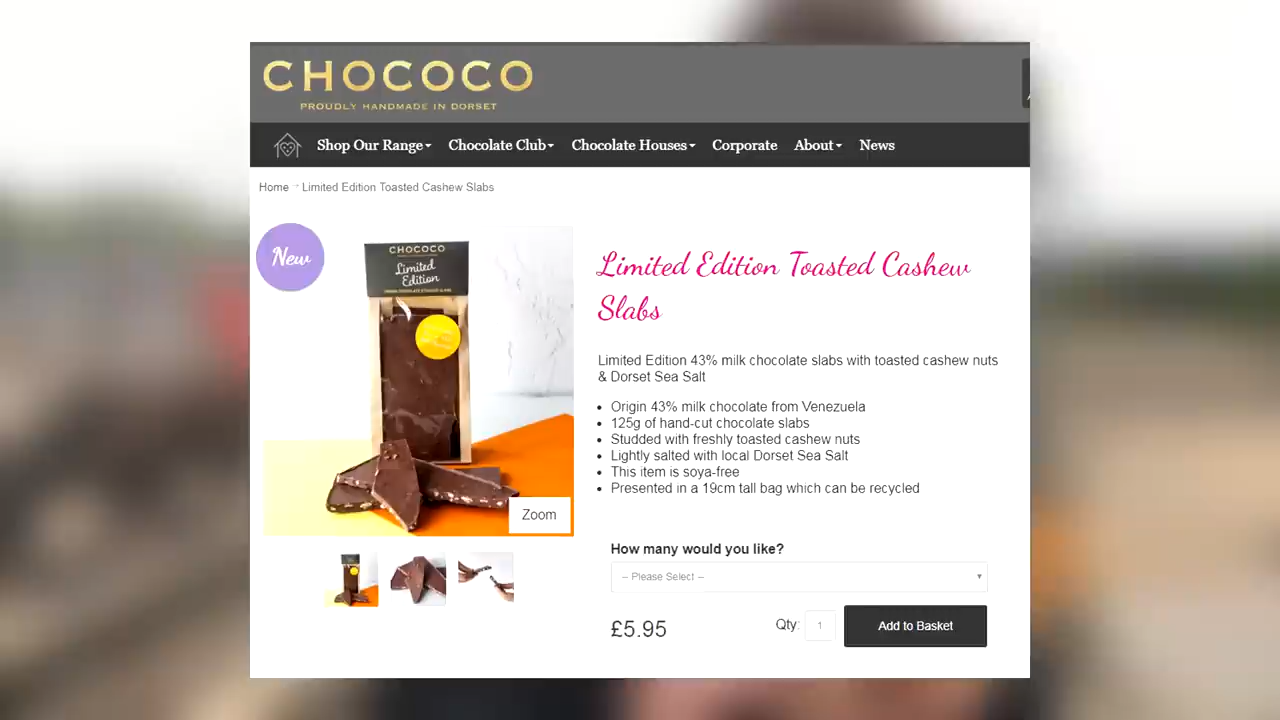 CHOCOCO
PROUDLY HANDMADE IN DORSET
Shop Our Range
Chocolate Club
Chocolate Houses
Corporate
About
News
Home
Limited Edition Toasted Cashew Slabs
New
CHOCOCO
Limited
Edition
Zoom
Limited Edition Toasted Cashew
Slabs
Limited Edition 43% milk chocolate slabs with toasted cashew nuts
& Dorset Sea Salt
• Origin 43% milk chocolate from Venezuela
• 125g of hand-cut chocolate slabs
• Studded with freshly toasted cashew nuts
• Lightly salted with local Dorset Sea Salt
• This item is soya-free
• Presented in a 19cm tall bag which can be recycled
How many would you like?
-- Please Select --
£5.95
Qty: 1
Add to Basket